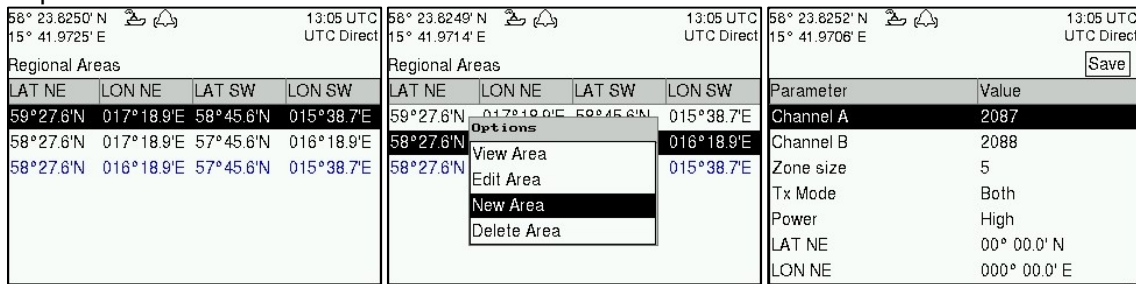 58° 23.8250' N 13:05 UTC
15° 41.9725' E UTC Direct
Regional Areas
LAT NE LON NE LAT SW LON SW
59°27.6'N 017°18.9'E 58°45.6'N 015°38.7'E
58°27.6'N 017°18.9'E 57°45.6'N 016°18.9'E
58°27.6'N 016°18.9'E 57°45.6'N 015°38.7'E
58° 23.8249' N 13:05 UTC
15° 41.9714' E UTC Direct
Regional Areas
LAT NE LON NE LAT SW LON SW
59°27.6'N 017°18.9'E 58°45.6'N 015°38.7'E
Options
58°27.6'N 016°18.9'E
View Area
58°27.6'N 015°38.7'E
Edit Area
New Area
Delete Area
58° 23.8252' N 13:05 UTC
15° 41.9706' E UTC Direct
Save
Parameter Value
Channel A 2087
Channel B 2088
Zone size 5
Tx Mode Both
Power High
LAT NE 00° 00.0' N
LON NE 000° 00.0' E